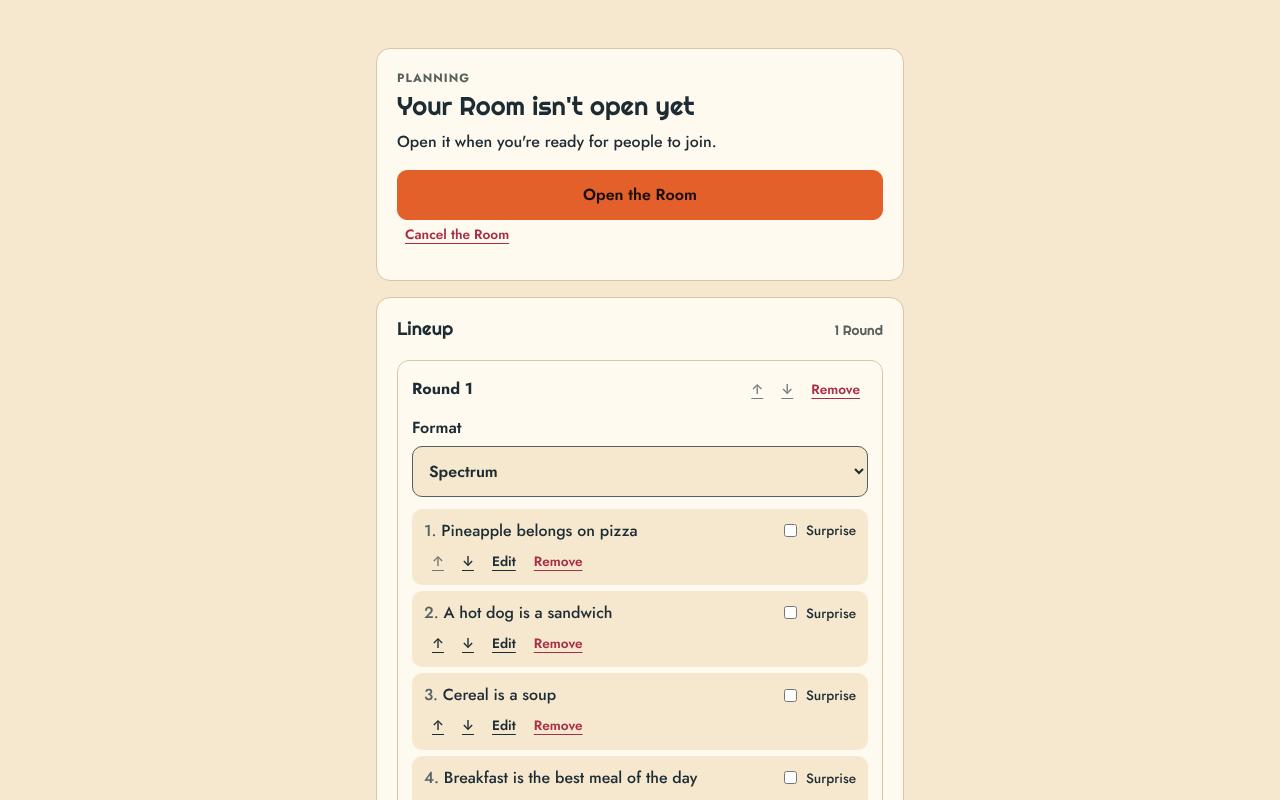 PLANNING
Your Room isn't open yet
Open it when you're ready for people to join.
Open the Room
Cancel the Room
Lineup
1 Round
Round 1
↑ ↓ Remove
Format
Spectrum
1. Pineapple belongs on pizza
Surprise
↑ ↓ Edit Remove
2. A hot dog is a sandwich
Surprise
↑ ↓ Edit Remove
3. Cereal is a soup
Surprise
↑ ↓ Edit Remove
4. Breakfast is the best meal of the day
Surprise